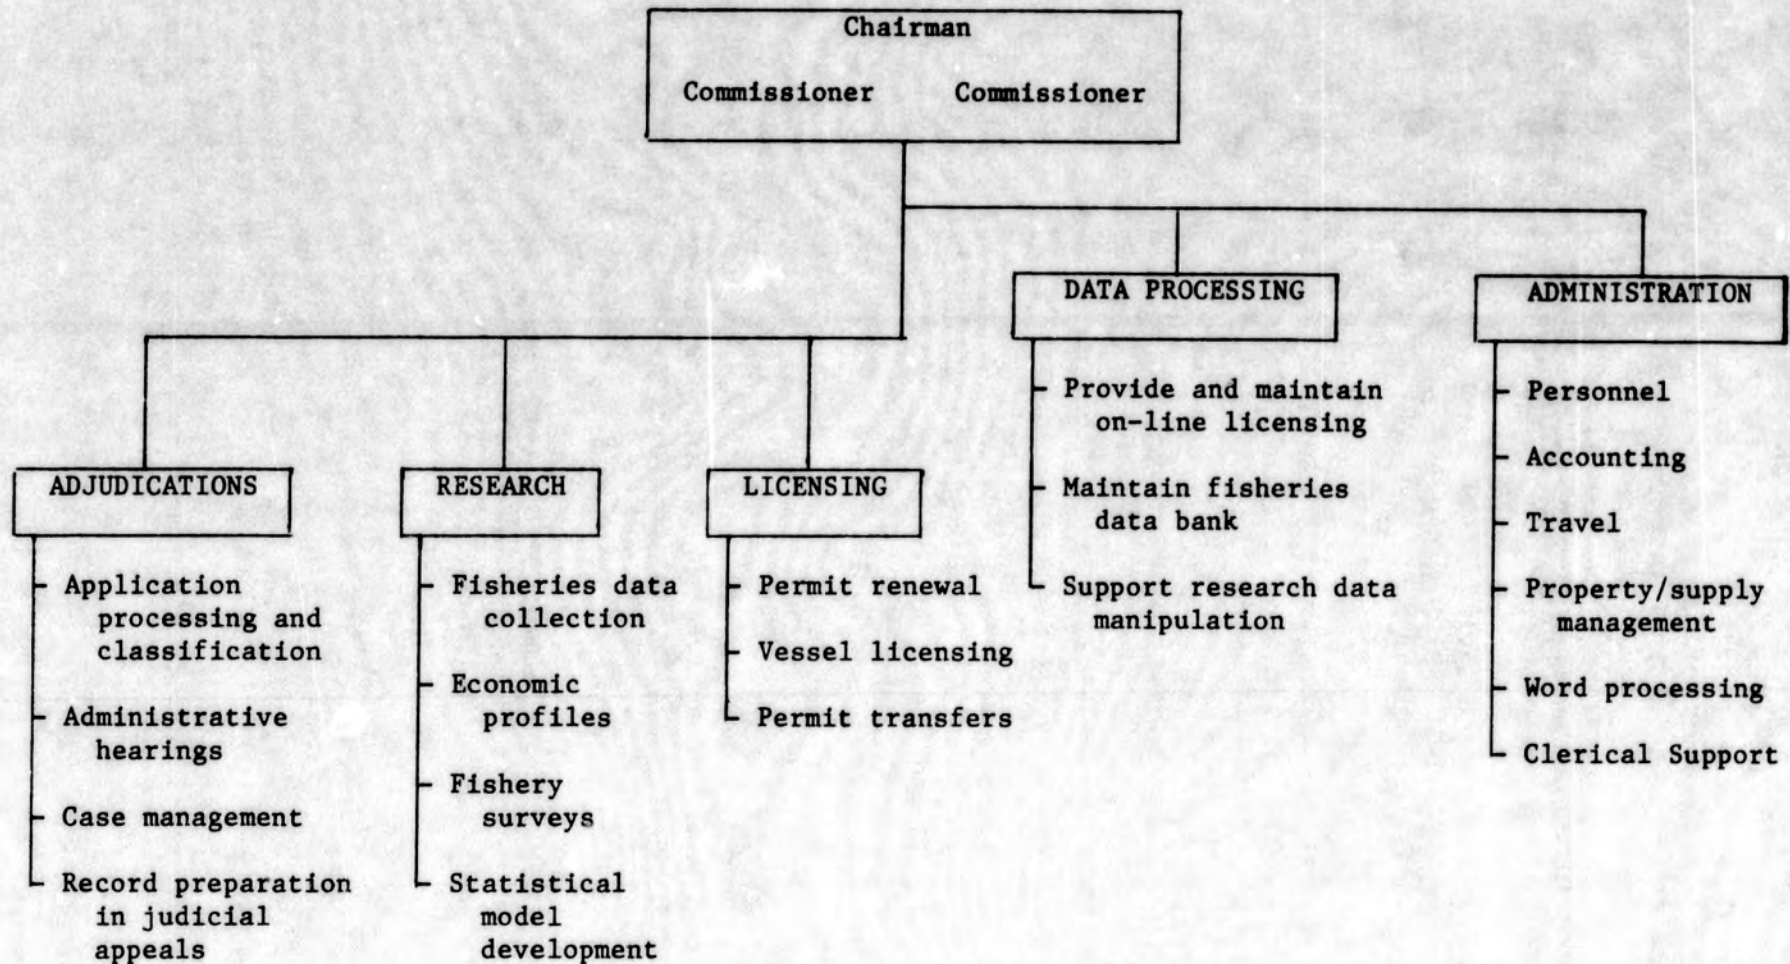 Chairman
Commissioner Commissioner
DATA PROCESSING
Provide and maintain
on-line licensing
Maintain fisheries
data bank
Support research data
manipulation
ADMINISTRATION
Personnel
Accounting
Travel
Property/supply
management
Word processing
Clerical Support
ADJUDICATIONS
Application
processing and
classification
Administrative
hearings
Case management
Record preparation
in judicial
appeals
RESEARCH
Fisheries data
collection
Economic
profiles
Fishery
surveys
Statistical
model
development
LICENSING
Permit renewal
Vessel licensing
Permit transfers